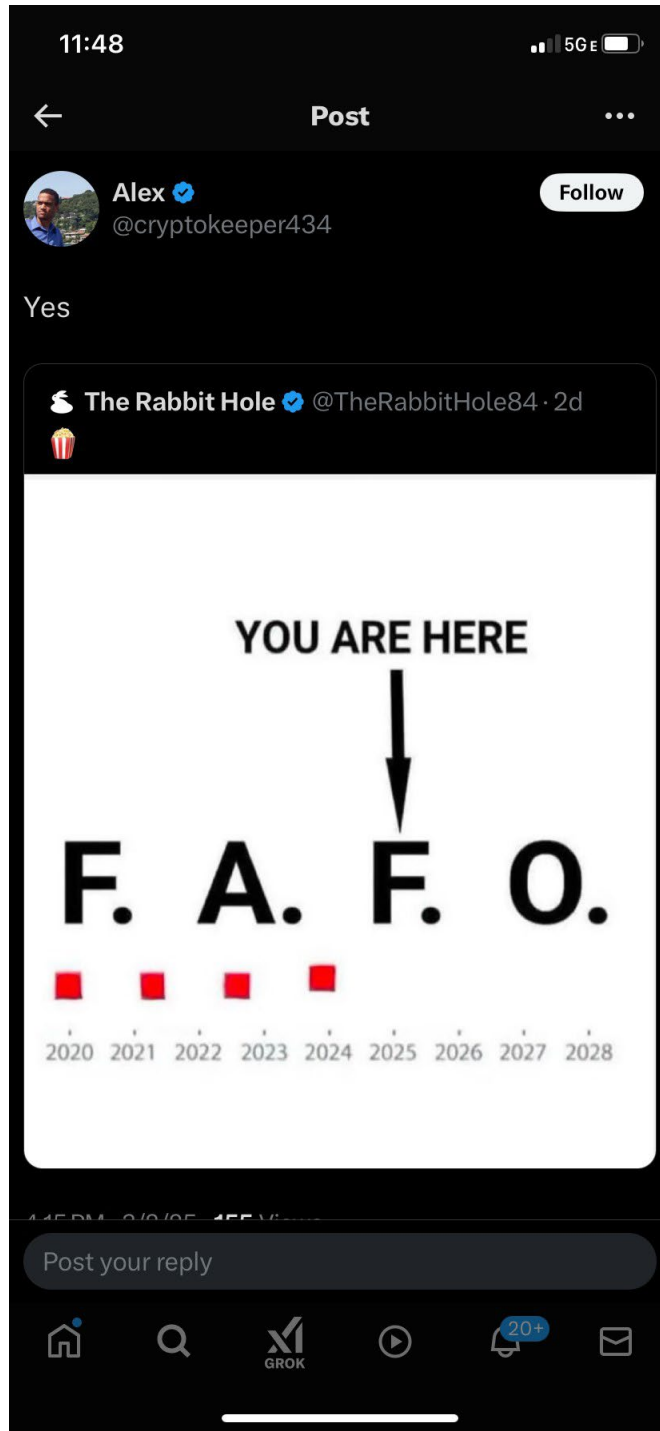 11:48
5GE
Post
Alex
Follow
@cryptokeeper434
Yes
The Rabbit Hole @TheRabbitHole84 · 2d
YOU ARE HERE
F. A. F. O.
2020 2021 2022 2023 2024 2025 2026 2027 2028
Post your reply
20+
GROK